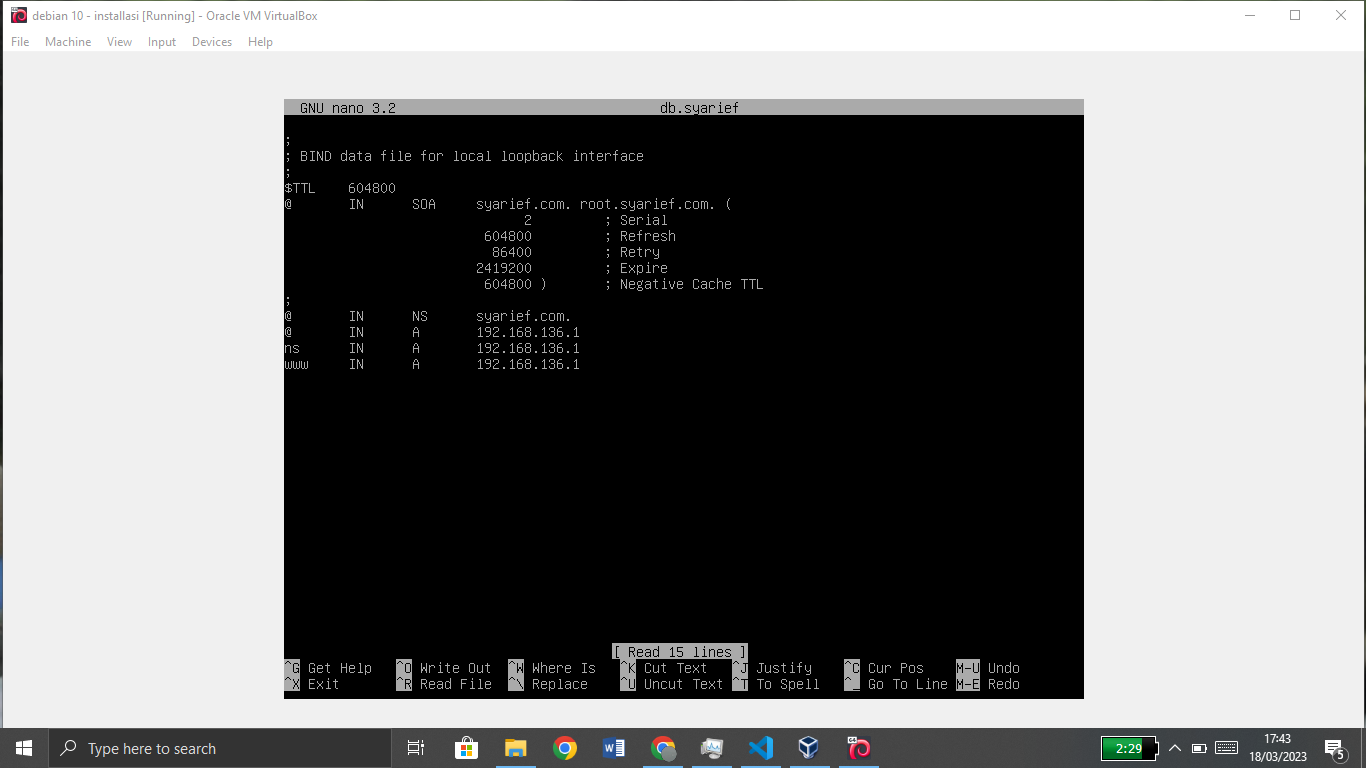 debian 10 - installasi [Running] - Oracle VM VirtualBox
File Machine View Input Devices Help
GNU nano 3.2 db.syarief
;
; BIND data file for local loopback interface
;
$TTL 604800
@ IN SOA syarief.com. root.syarief.com. (
2 ; Serial
604800 ; Refresh
86400 ; Retry
2419200 ; Expire
604800 ) ; Negative Cache TTL
;
@ IN NS syarief.com.
@ IN A 192.168.136.1
ns IN A 192.168.136.1
www IN A 192.168.136.1
[ Read 15 lines ]
^G Get Help ^O Write Out ^W Where Is ^K Cut Text ^J Justify ^C Cur Pos M-U Undo
^X Exit ^R Read File ^\ Replace ^U Uncut Text ^T To Spell ^_ Go To Line M-E Redo
Type here to search
2:29
17:43
18/03/2023
5